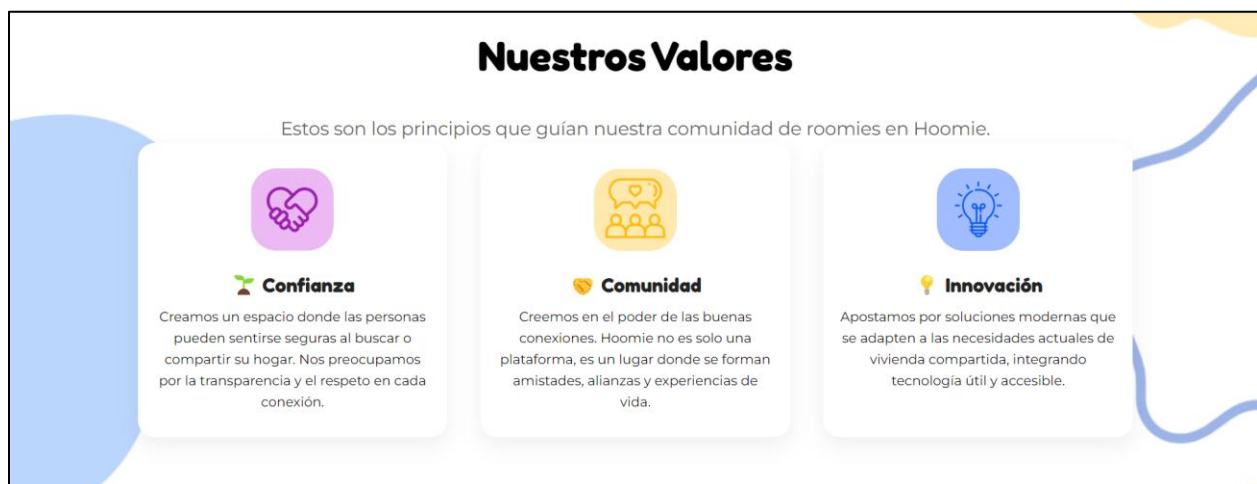 Nuestros Valores
Estos son los principios que guían nuestra comunidad de roomies en Hoomie.
🌱 Confianza
Creamos un espacio donde las personas
pueden sentirse seguras al buscar o
compartir su hogar. Nos preocupamos
por la transparencia y el respeto en cada
conexión.
🤝 Comunidad
Creemos en el poder de las buenas
conexiones. Hoomie no es solo una
plataforma, es un lugar donde se forman
amistades, alianzas y experiencias de
vida.
💡 Innovación
Apostamos por soluciones modernas que
se adapten a las necesidades actuales de
vivienda compartida, integrando
tecnología útil y accesible.